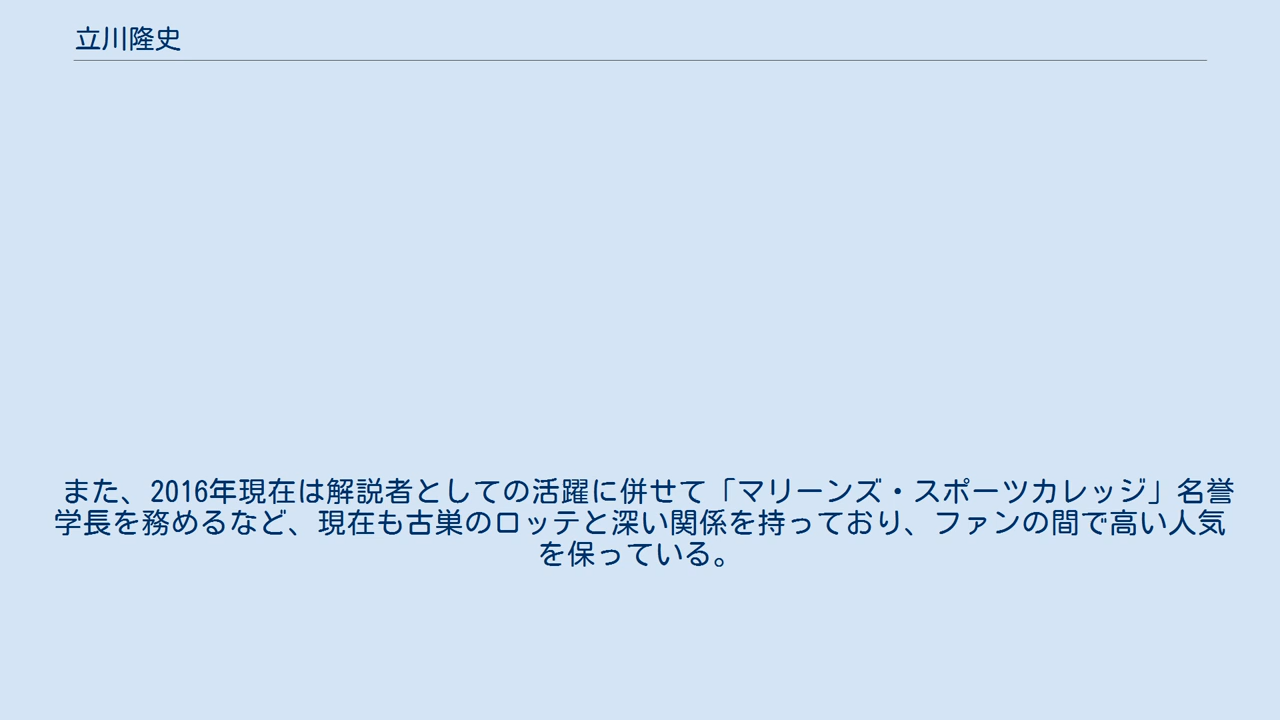 立川隆史
また、2016年現在は解説者としての活躍に併せて「マリーンズ・スポーツカレッジ」名誉
学長を務めるなど、現在も古巣のロッテと深い関係を持っており、ファンの間で高い人気
を保っている。